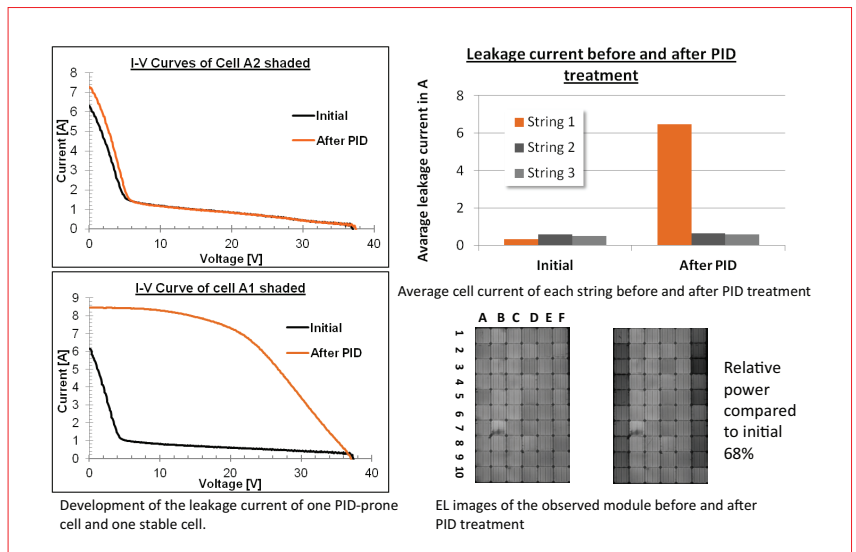 I-V Curves of Cell A2 shaded
Current [A]
8
7
6
5
4
3
2
1
0
Initial
After PID
0 10 20 30 40
Voltage [V]
I-V Curve of cell A1 shaded
Current [A]
9
8
7
6
5
4
3
2
1
0
Initial
After PID
0 10 20 30 40
Voltage [V]
Development of the leakage current of one PID-prone
cell and one stable cell.
Leakage current before and after PID
treatment
Avarage leakage current in A
8
6
4
2
0
String 1
String 2
String 3
Initial After PID
Average cell current of each string before and after PID treatment
A B C D E F
1
2
3
4
5
6
7
8
9
10
Relative
power
compared
to initial
68%
EL images of the observed module before and after
PID treatment